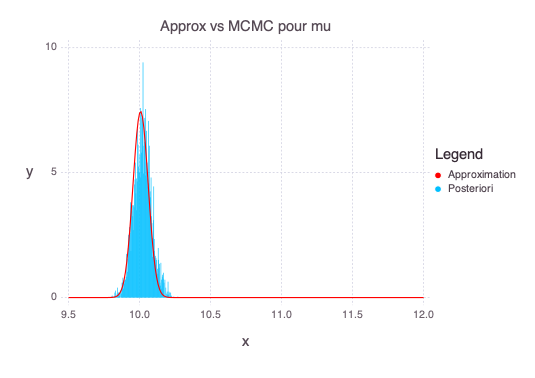 Approx vs MCMC pour mu
10
5
0
y
9.5 10.0 10.5 11.0 11.5 12.0
x
Legend
Approximation
Posteriori